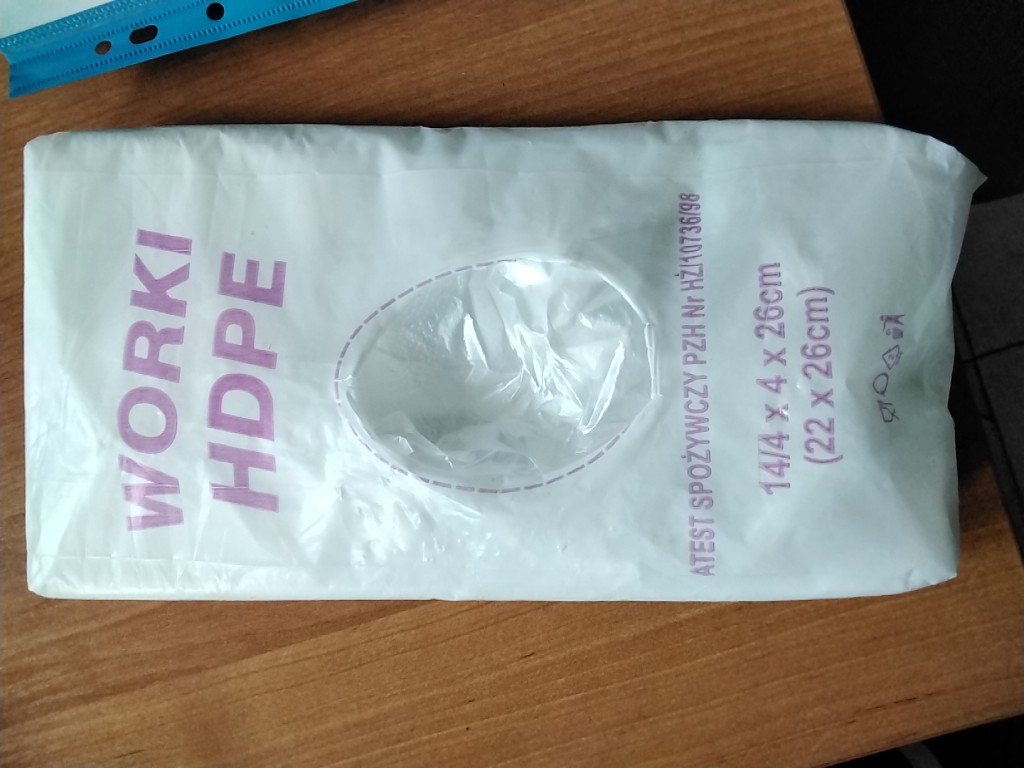 WORKI
HDPE
ATEST SPOŻYWCZY PZH Nr HŻ/10736/98
14/4 x 4 x 26cm
(22 x 26cm)